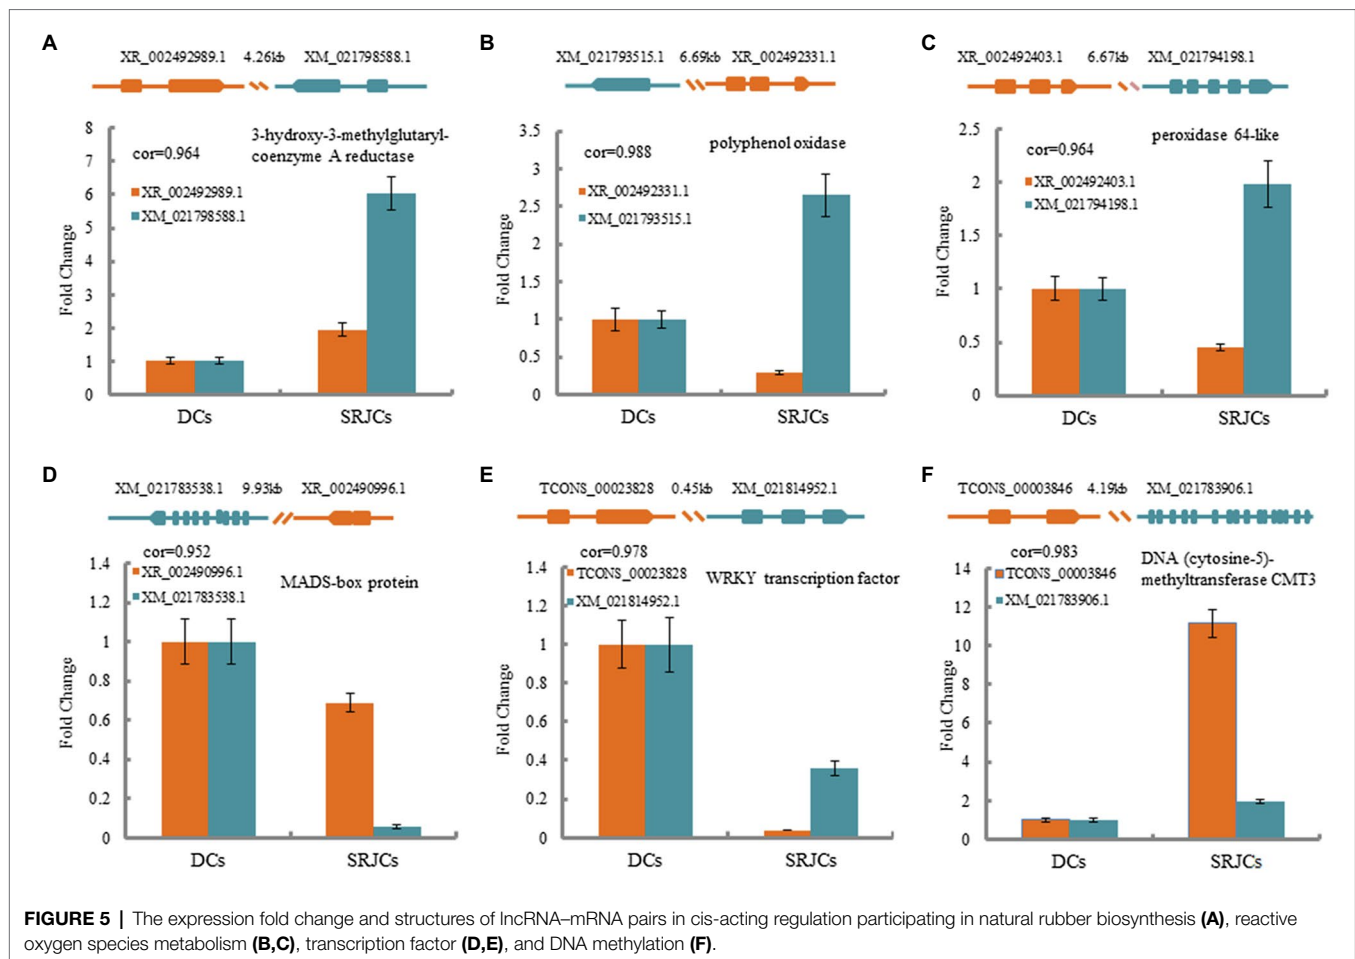 A
XR_002492989.1 4.26kb XM_021798588.1
8
7
6
5
4
3
2
1
0
Fold Change
cor=0.964
3-hydroxy-3-methylglutaryl-
coenzyme A reductase
XR_002492989.1
XM_021798588.1
DCs SRJCs
B
XM_021793515.1 6.69kb XR_002492331.1
3.5
3
2.5
2
1.5
1
0.5
0
Fold Change
cor=0.988
polyphenol oxidase
XR_002492331.1
XM_021793515.1
DCs SRJCs
C
XR_002492403.1 6.67kb XM_021794198.1
2.5
2
1.5
1
0.5
0
Fold Change
cor=0.964
peroxidase 64-like
XR_002492403.1
XM_021794198.1
DCs SRJCs
D
XM_021783538.1 9.93kb XR_002490996.1
1.4
1.2
1
0.8
0.6
0.4
0.2
0
Fold Change
cor=0.952
XR_002490996.1
XM_021783538.1
MADS-box protein
DCs SRJCs
E
TCONS_00023828 0.45kb XM_021814952.1
1.4
1.2
1
0.8
0.6
0.4
0.2
0
Fold Change
cor=0.978
TCONS_00023828
XM_021814952.1
WRKY transcription factor
DCs SRJCs
F
TCONS_00003846 4.19kb XM_021783906.1
14
12
10
8
6
4
2
0
Fold Change
cor=0.983
TCONS_00003846
XM_021783906.1
DNA (cytosine-5)-
methyltransferase CMT3
DCs SRJCs
FIGURE 5 | The expression fold change and structures of lncRNA–mRNA pairs in cis-acting regulation participating in natural rubber biosynthesis (A), reactive
oxygen species metabolism (B,C), transcription factor (D,E), and DNA methylation (F).